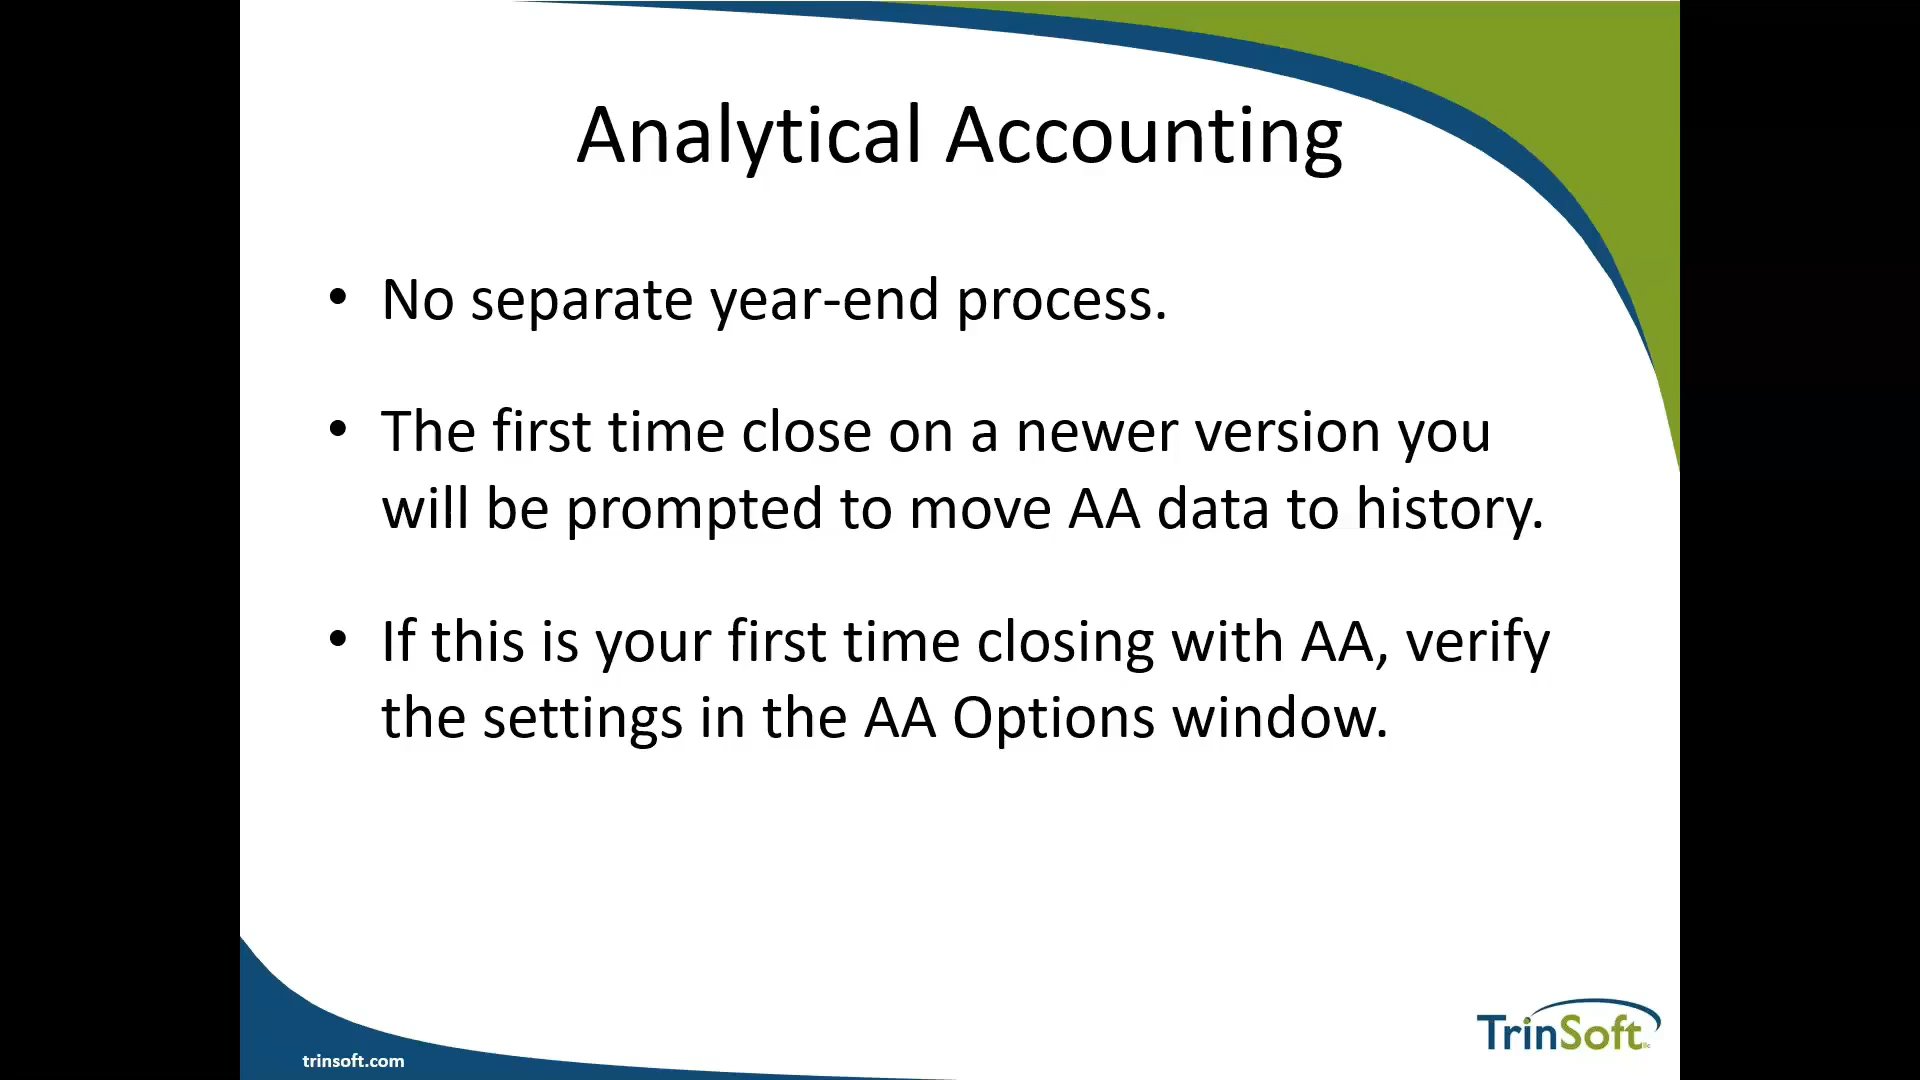 Analytical Accounting
• No separate year-end process.
• The first time close on a newer version you
will be prompted to move AA data to history.
• If this is your first time closing with AA, verify
the settings in the AA Options window.
trinsoft.com
TrinSoft llc